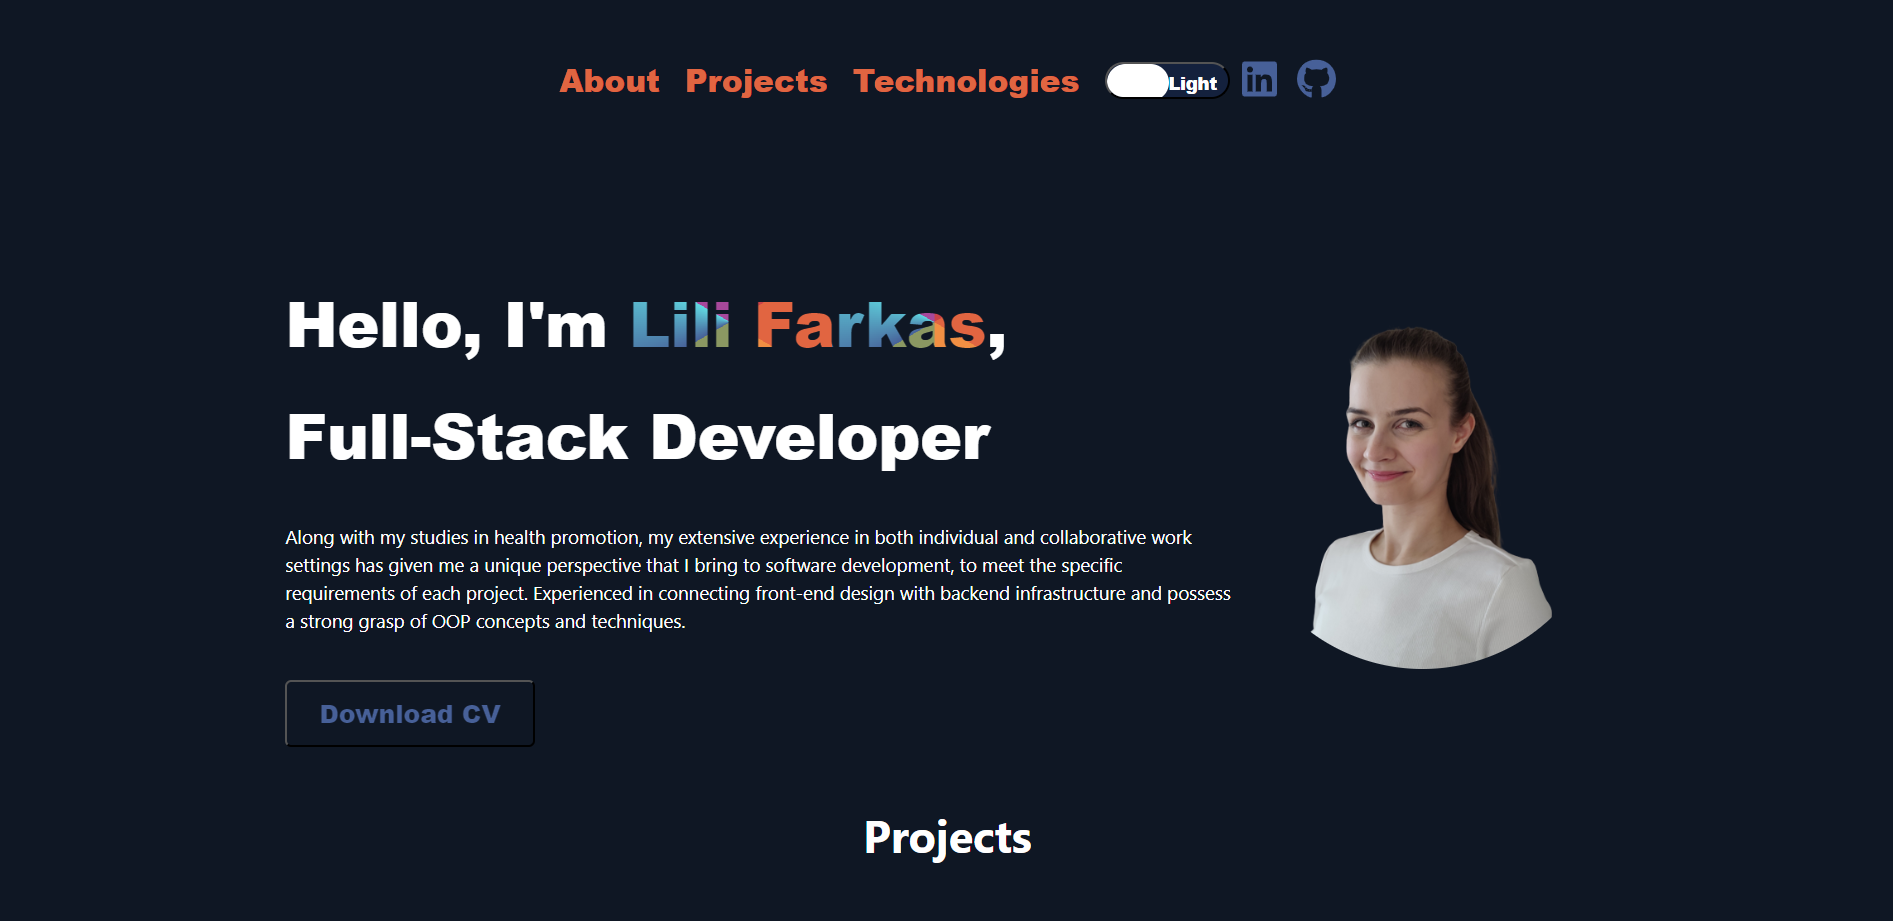 About Projects Technologies Light in
Hello, I'm Lili Farkas,
Full-Stack Developer
Along with my studies in health promotion, my extensive experience in both individual and collaborative work
settings has given me a unique perspective that I bring to software development, to meet the specific
requirements of each project. Experienced in connecting front-end design with backend infrastructure and possess
a strong grasp of OOP concepts and techniques.
Download CV
Projects